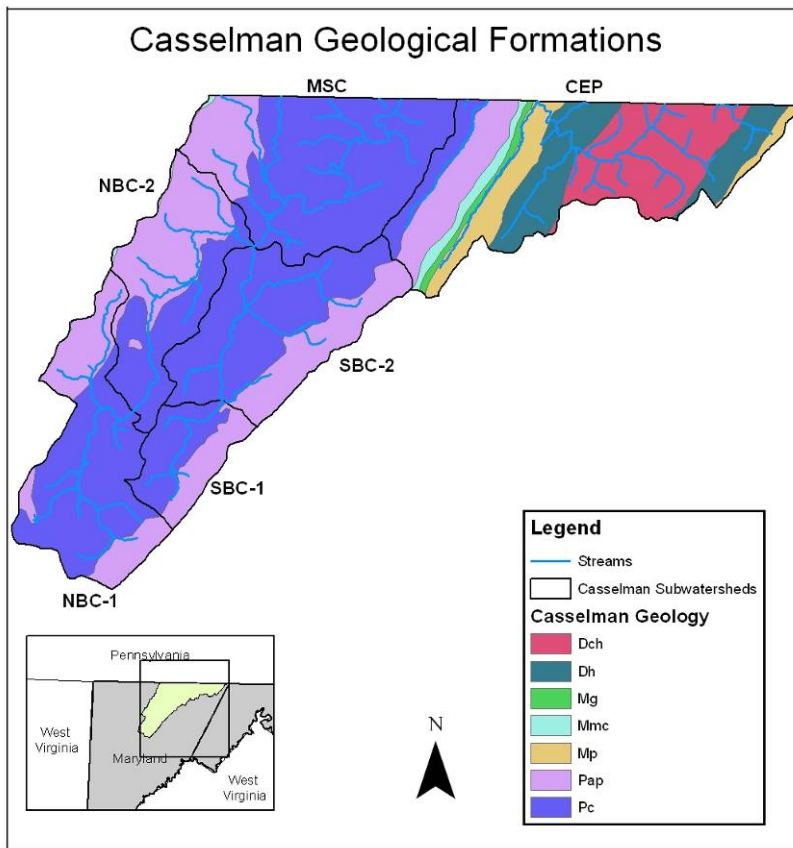 Casselman Geological Formations
MSC
CEP
NBC-2
SBC-2
SBC-1
NBC-1
Legend
Streams
Casselman Subwatersheds
Casselman Geology
Dch
Dh
Mg
Mmc
Mp
Pap
Pc
Pennsylvania
West
Virginia
Maryland
West
Virginia
N